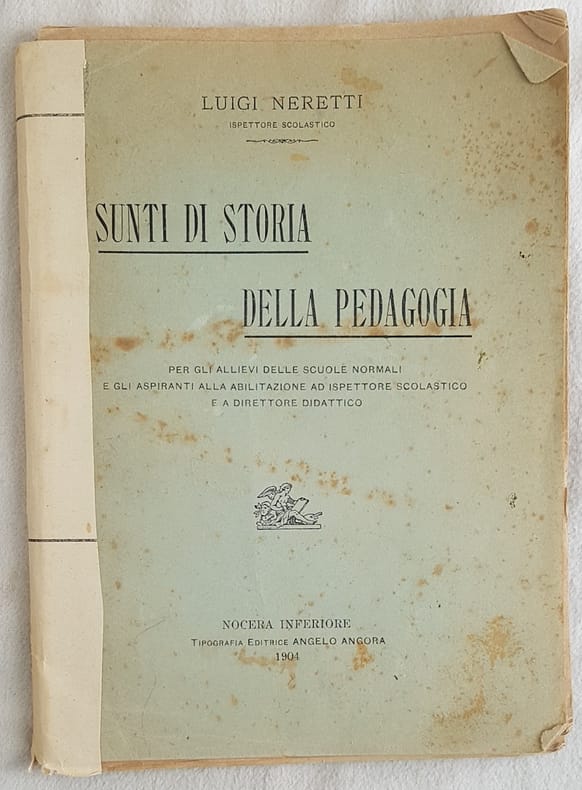 LUIGI NERETTI
ISPETTORE SCOLASTICO
SUNTI DI STORIA
DELLA PEDAGOGIA
PER GLI ALLIEVI DELLE SCUOLE NORMALI
E GLI ASPIRANTI ALLA ABILITAZIONE AD ISPETTORE SCOLASTICO
E A DIRETTORE DIDATTICO
NOCERA INFERIORE
TIPOGRAFIA EDITRICE ANGELO ANGORA
1904